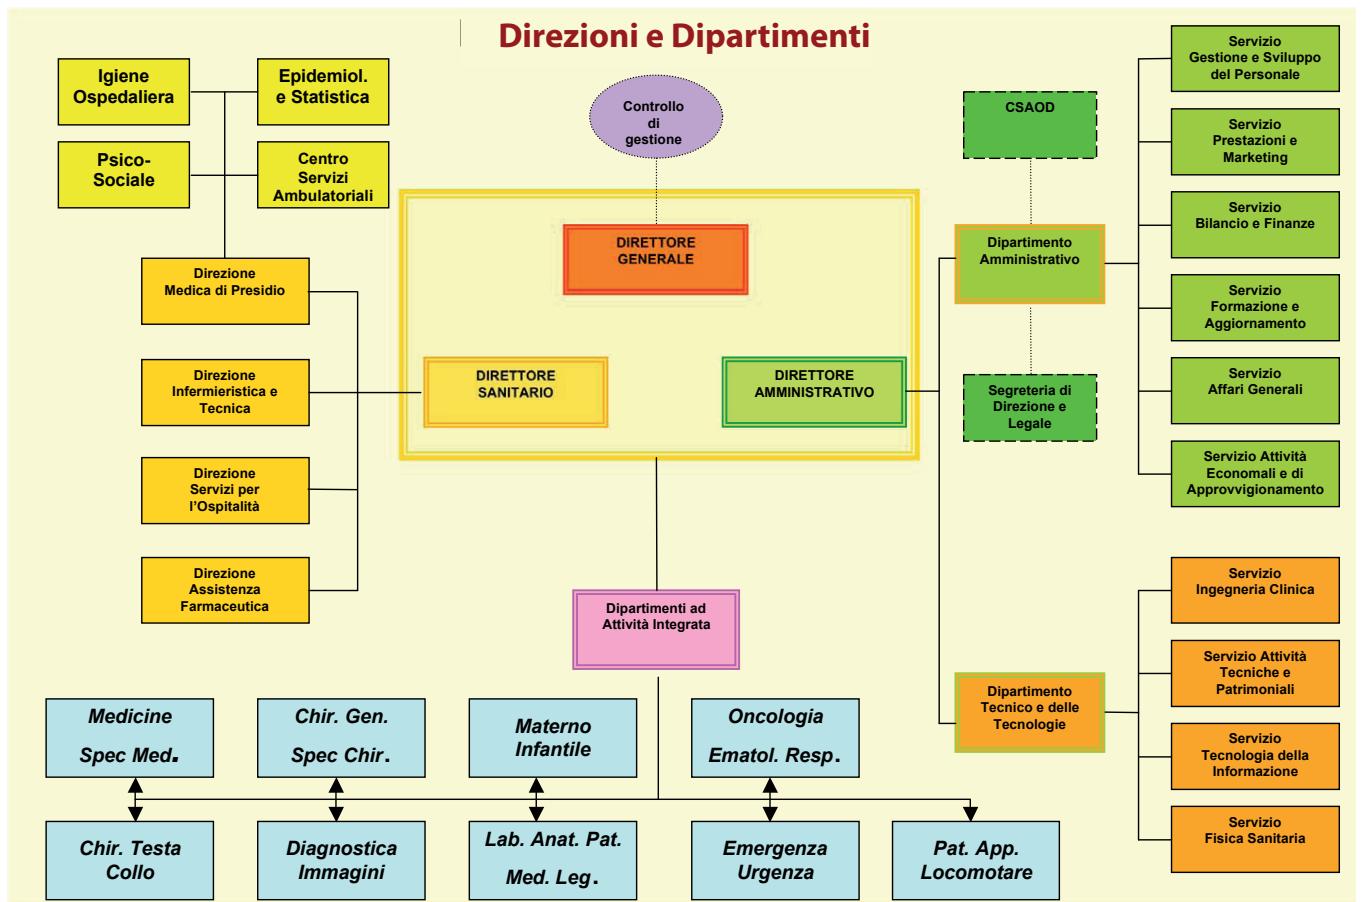 Direzioni e Dipartimenti
Igiene
Ospedaliera
Epidemiol.
e Statistica
Psico-
Sociale
Centro
Servizi
Ambulatoriali
Controllo
di
gestione
CSAOD
DIRETTORE
GENERALE
DIRETTORE
SANITARIO
DIRETTORE
AMMINISTRATIVO
Direzione
Medica di Presidio
Direzione
Infermieristica e
Tecnica
Direzione
Servizi per
l'Ospitalità
Direzione
Assistenza
Farmaceutica
Dipartimento
Amministrativo
Segreteria di
Direzione e
Legale
Servizio
Gestione e Sviluppo
del Personale
Servizio
Prestazioni e
Marketing
Servizio
Bilancio e Finanze
Servizio
Formazione e
Aggiornamento
Servizio
Affari Generali
Servizio Attività
Economali e di
Approvvigionamento
Dipartimenti ad
Attività Integrata
Dipartimento
Tecnico e delle
Tecnologie
Servizio
Ingegneria Clinica
Servizio Attività
Tecniche e
Patrimoniali
Servizio
Tecnologia della
Informazione
Servizio
Fisica Sanitaria
Medicine
Spec Med.
Chir. Gen.
Spec Chir.
Materno
Infantile
Oncologia
Ematol. Resp.
Chir. Testa
Collo
Diagnostica
Immagini
Lab. Anat. Pat.
Med. Leg.
Emergenza
Urgenza
Pat. App.
Locomotare